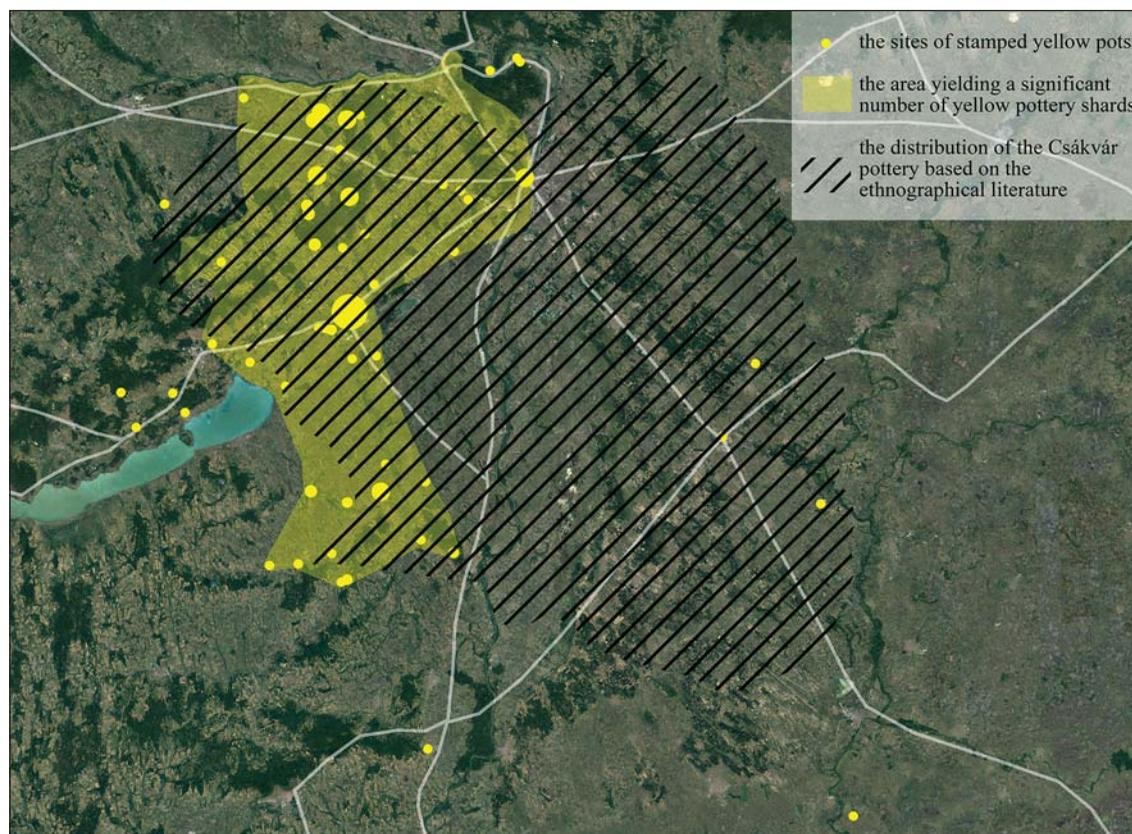 the sites of stamped yellow pots
the area yielding a significant
number of yellow pottery shards
the distribution of the Csákvár
pottery based on the
ethnographical literature